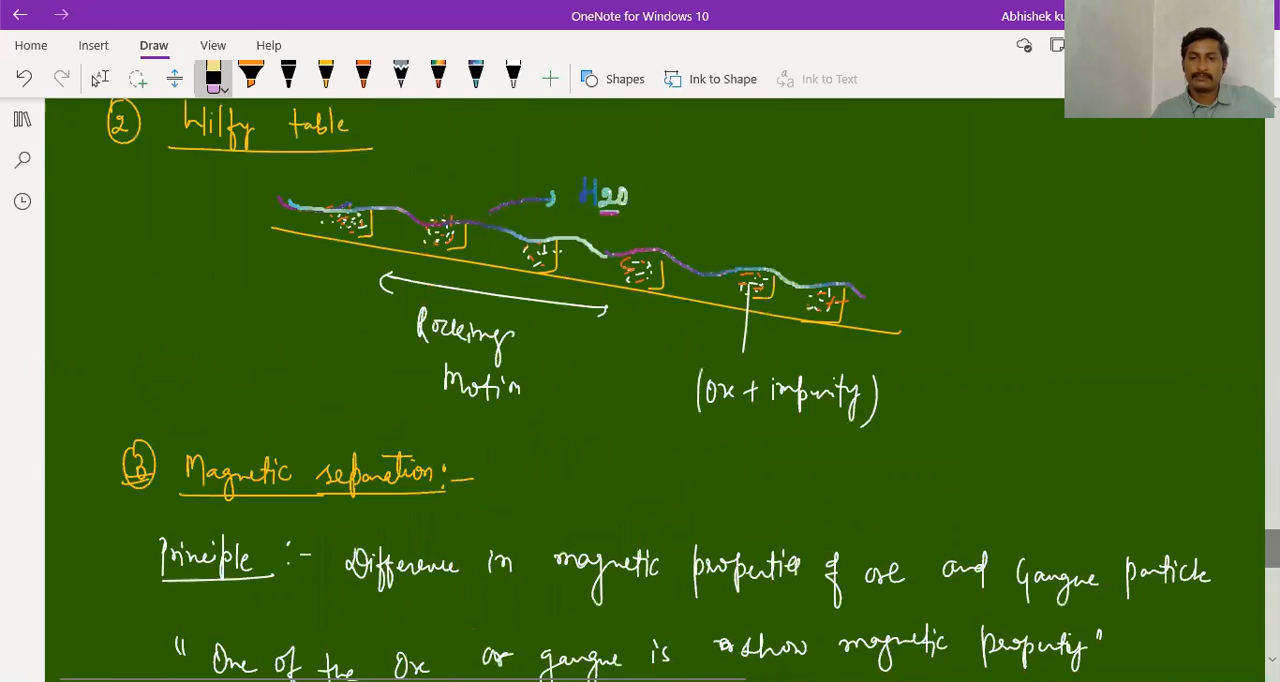 OneNote for Windows 10
Abhishek ku
Home Insert Draw View Help
Shapes Ink to Shape Ink to Text
② Wilfy table
H20
Rocking
Motion
(Ore + impurity)
③ Magnetic separation:-
Principle :- Difference in magnetic properties of ore and Gangue particle
"One of the Ore or gangue is show magnetic property"